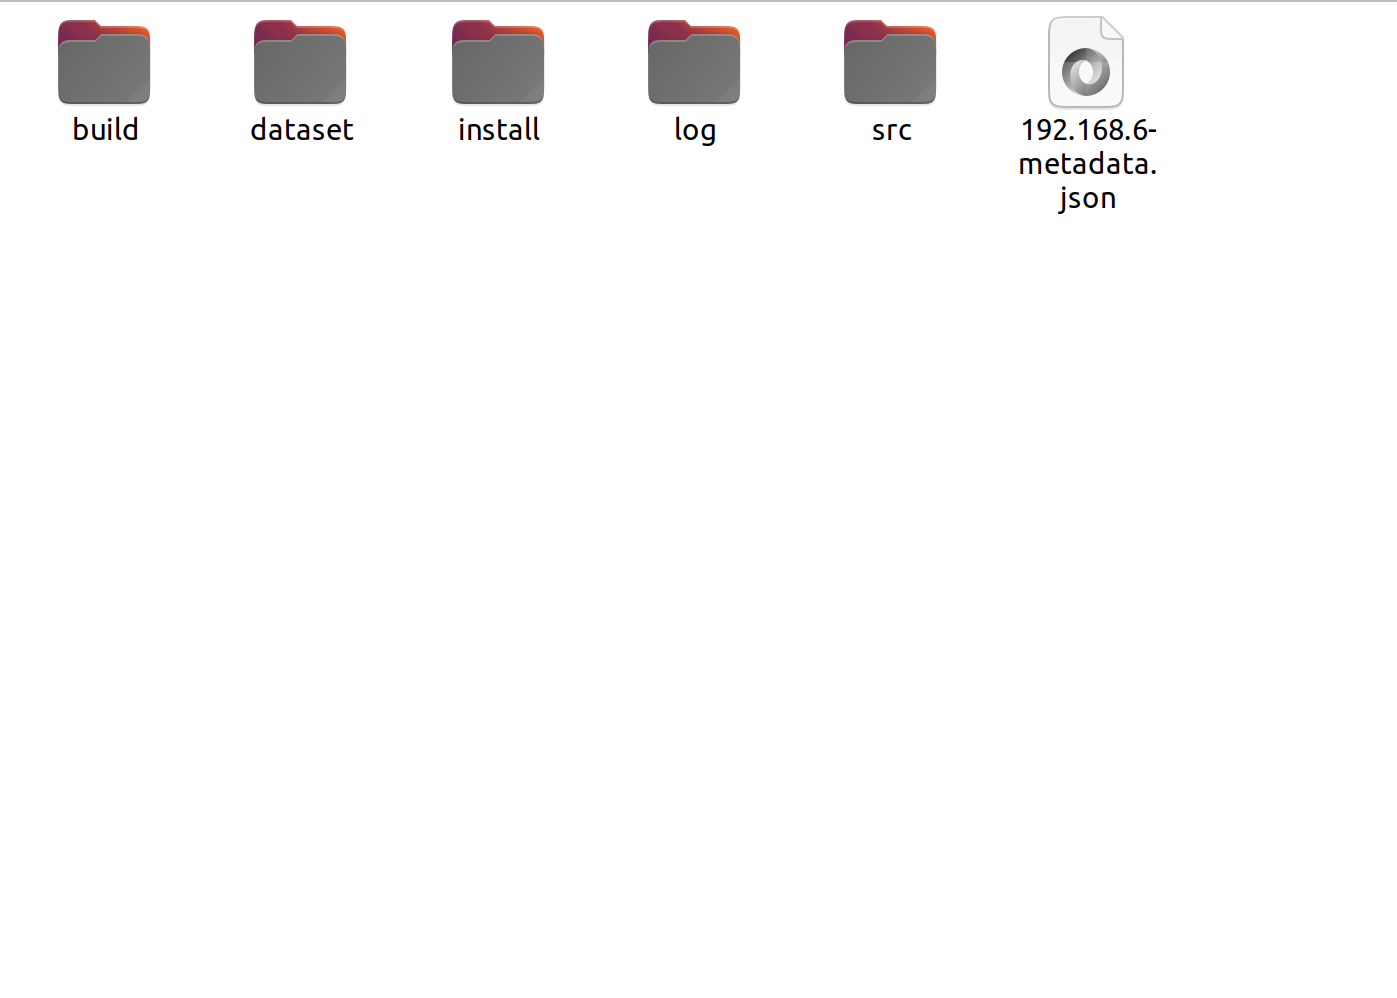 build
dataset
install
log
src
192.168.6-
metadata.
json